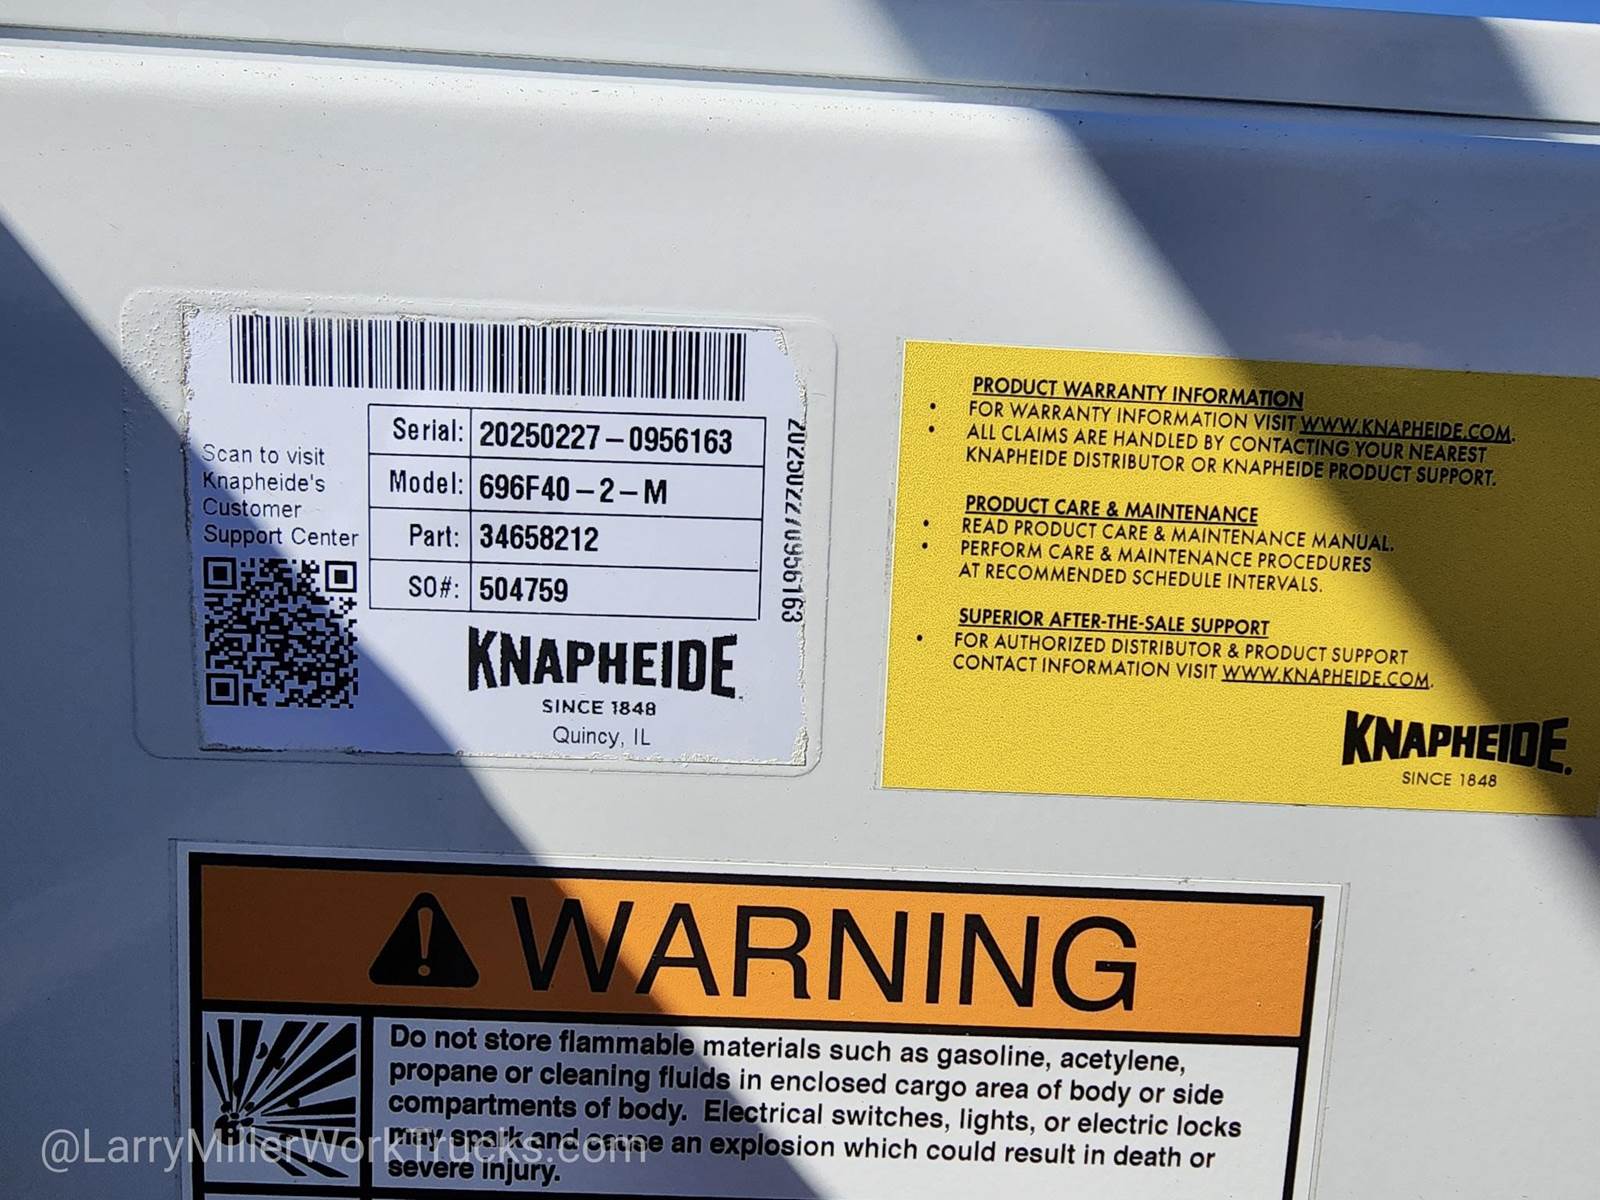 Serial: 20250227-0956163
Model: 696F40-2-M
Part: 34658212
SO#: 504759
202502270956163
Scan to visit
Knapheide's
Customer
Support Center
KNAPHEIDE
SINCE 1848
Quincy, IL
PRODUCT WARRANTY INFORMATION
• FOR WARRANTY INFORMATION VISIT WWW.KNAPHEIDE.COM.
• ALL CLAIMS ARE HANDLED BY CONTACTING YOUR NEAREST
KNAPHEIDE DISTRIBUTOR OR KNAPHEIDE PRODUCT SUPPORT.
PRODUCT CARE & MAINTENANCE
• READ PRODUCT CARE & MAINTENANCE MANUAL.
• PERFORM CARE & MAINTENANCE PROCEDURES
AT RECOMMENDED SCHEDULE INTERVALS.
SUPERIOR AFTER-THE-SALE SUPPORT
• FOR AUTHORIZED DISTRIBUTOR & PRODUCT SUPPORT
CONTACT INFORMATION VISIT WWW.KNAPHEIDE.COM.
KNAPHEIDE.
SINCE 1848
WARNING
Do not store flammable materials such as gasoline, acetylene,
propane or cleaning fluids in enclosed cargo area of body or side
compartments of body. Electrical switches, lights, or electric locks
may spark and cause an explosion which could result in death or
severe injury.
@LarryMillerWorkTrucks.com